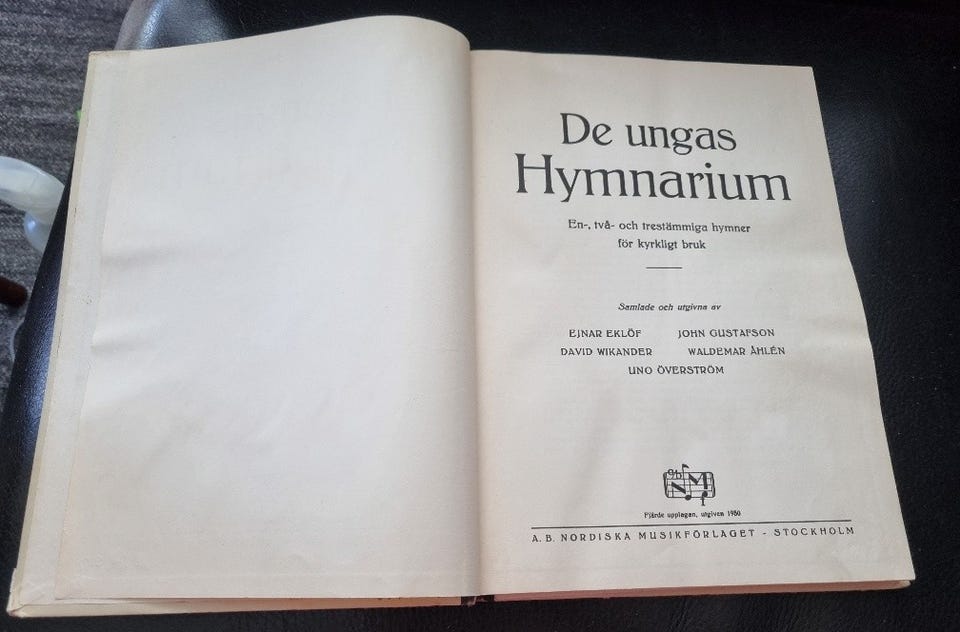 De ungas
Hymnarium
En-, två- och trestämmiga hymner
för kyrkligt bruk
Samlade och utgivna av
EJNAR EKLÖF JOHN GUSTAFSON
DAVID WIKANDER WALDEMAR ÅHLÉN
UNO ÖVERSTRÖM
NMf
Fjärde upplagan, utgiven 1950
A. B. NORDISKA MUSIKFÖRLAGET - STOCKHOLM